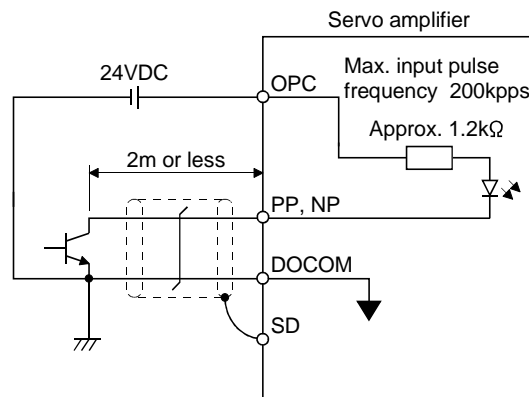 Servo amplifier
24VDC
OPC
Max. input pulse
frequency 200kpps
Approx. 1.2kΩ
2m or less
PP, NP
DOCOM
SD